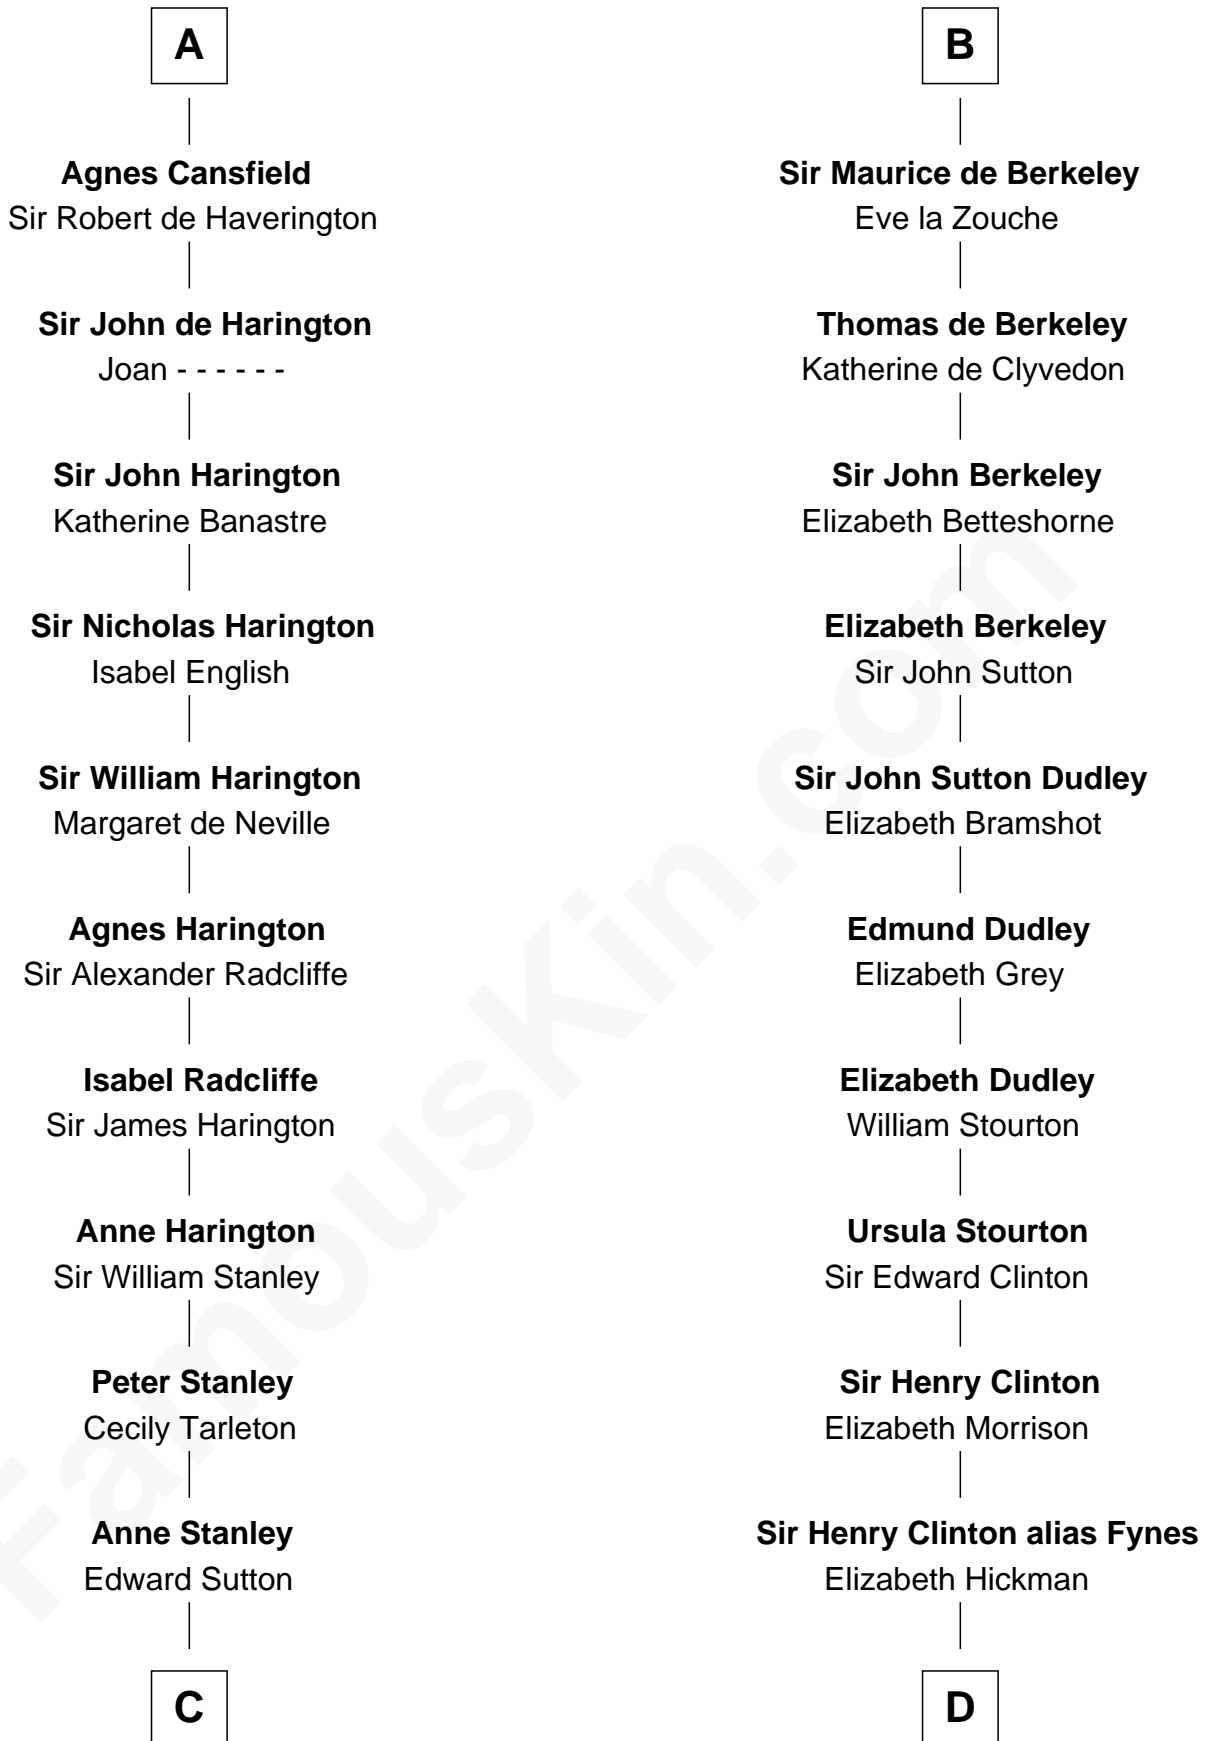 A
Agnes Cansfield
Sir Robert de Haverington
Sir John de Harington
Joan - - - - - -
Sir John Harington
Katherine Banastre
Sir Nicholas Harington
Isabel English
Sir William Harington
Margaret de Neville
Agnes Harington
Sir Alexander Radcliffe
Isabel Radcliffe
Sir James Harington
Anne Harington
Sir William Stanley
Peter Stanley
Cecily Tarleton
Anne Stanley
Edward Sutton
C
B
Sir Maurice de Berkeley
Eve la Zouche
Thomas de Berkeley
Katherine de Clyvedon
Sir John Berkeley
Elizabeth Betteshorne
Elizabeth Berkeley
Sir John Sutton
Sir John Sutton Dudley
Elizabeth Bramshot
Edmund Dudley
Elizabeth Grey
Elizabeth Dudley
William Stourton
Ursula Stourton
Sir Edward Clinton
Sir Henry Clinton
Elizabeth Morrison
Sir Henry Clinton alias Fynes
Elizabeth Hickman
D
FamousKin.com